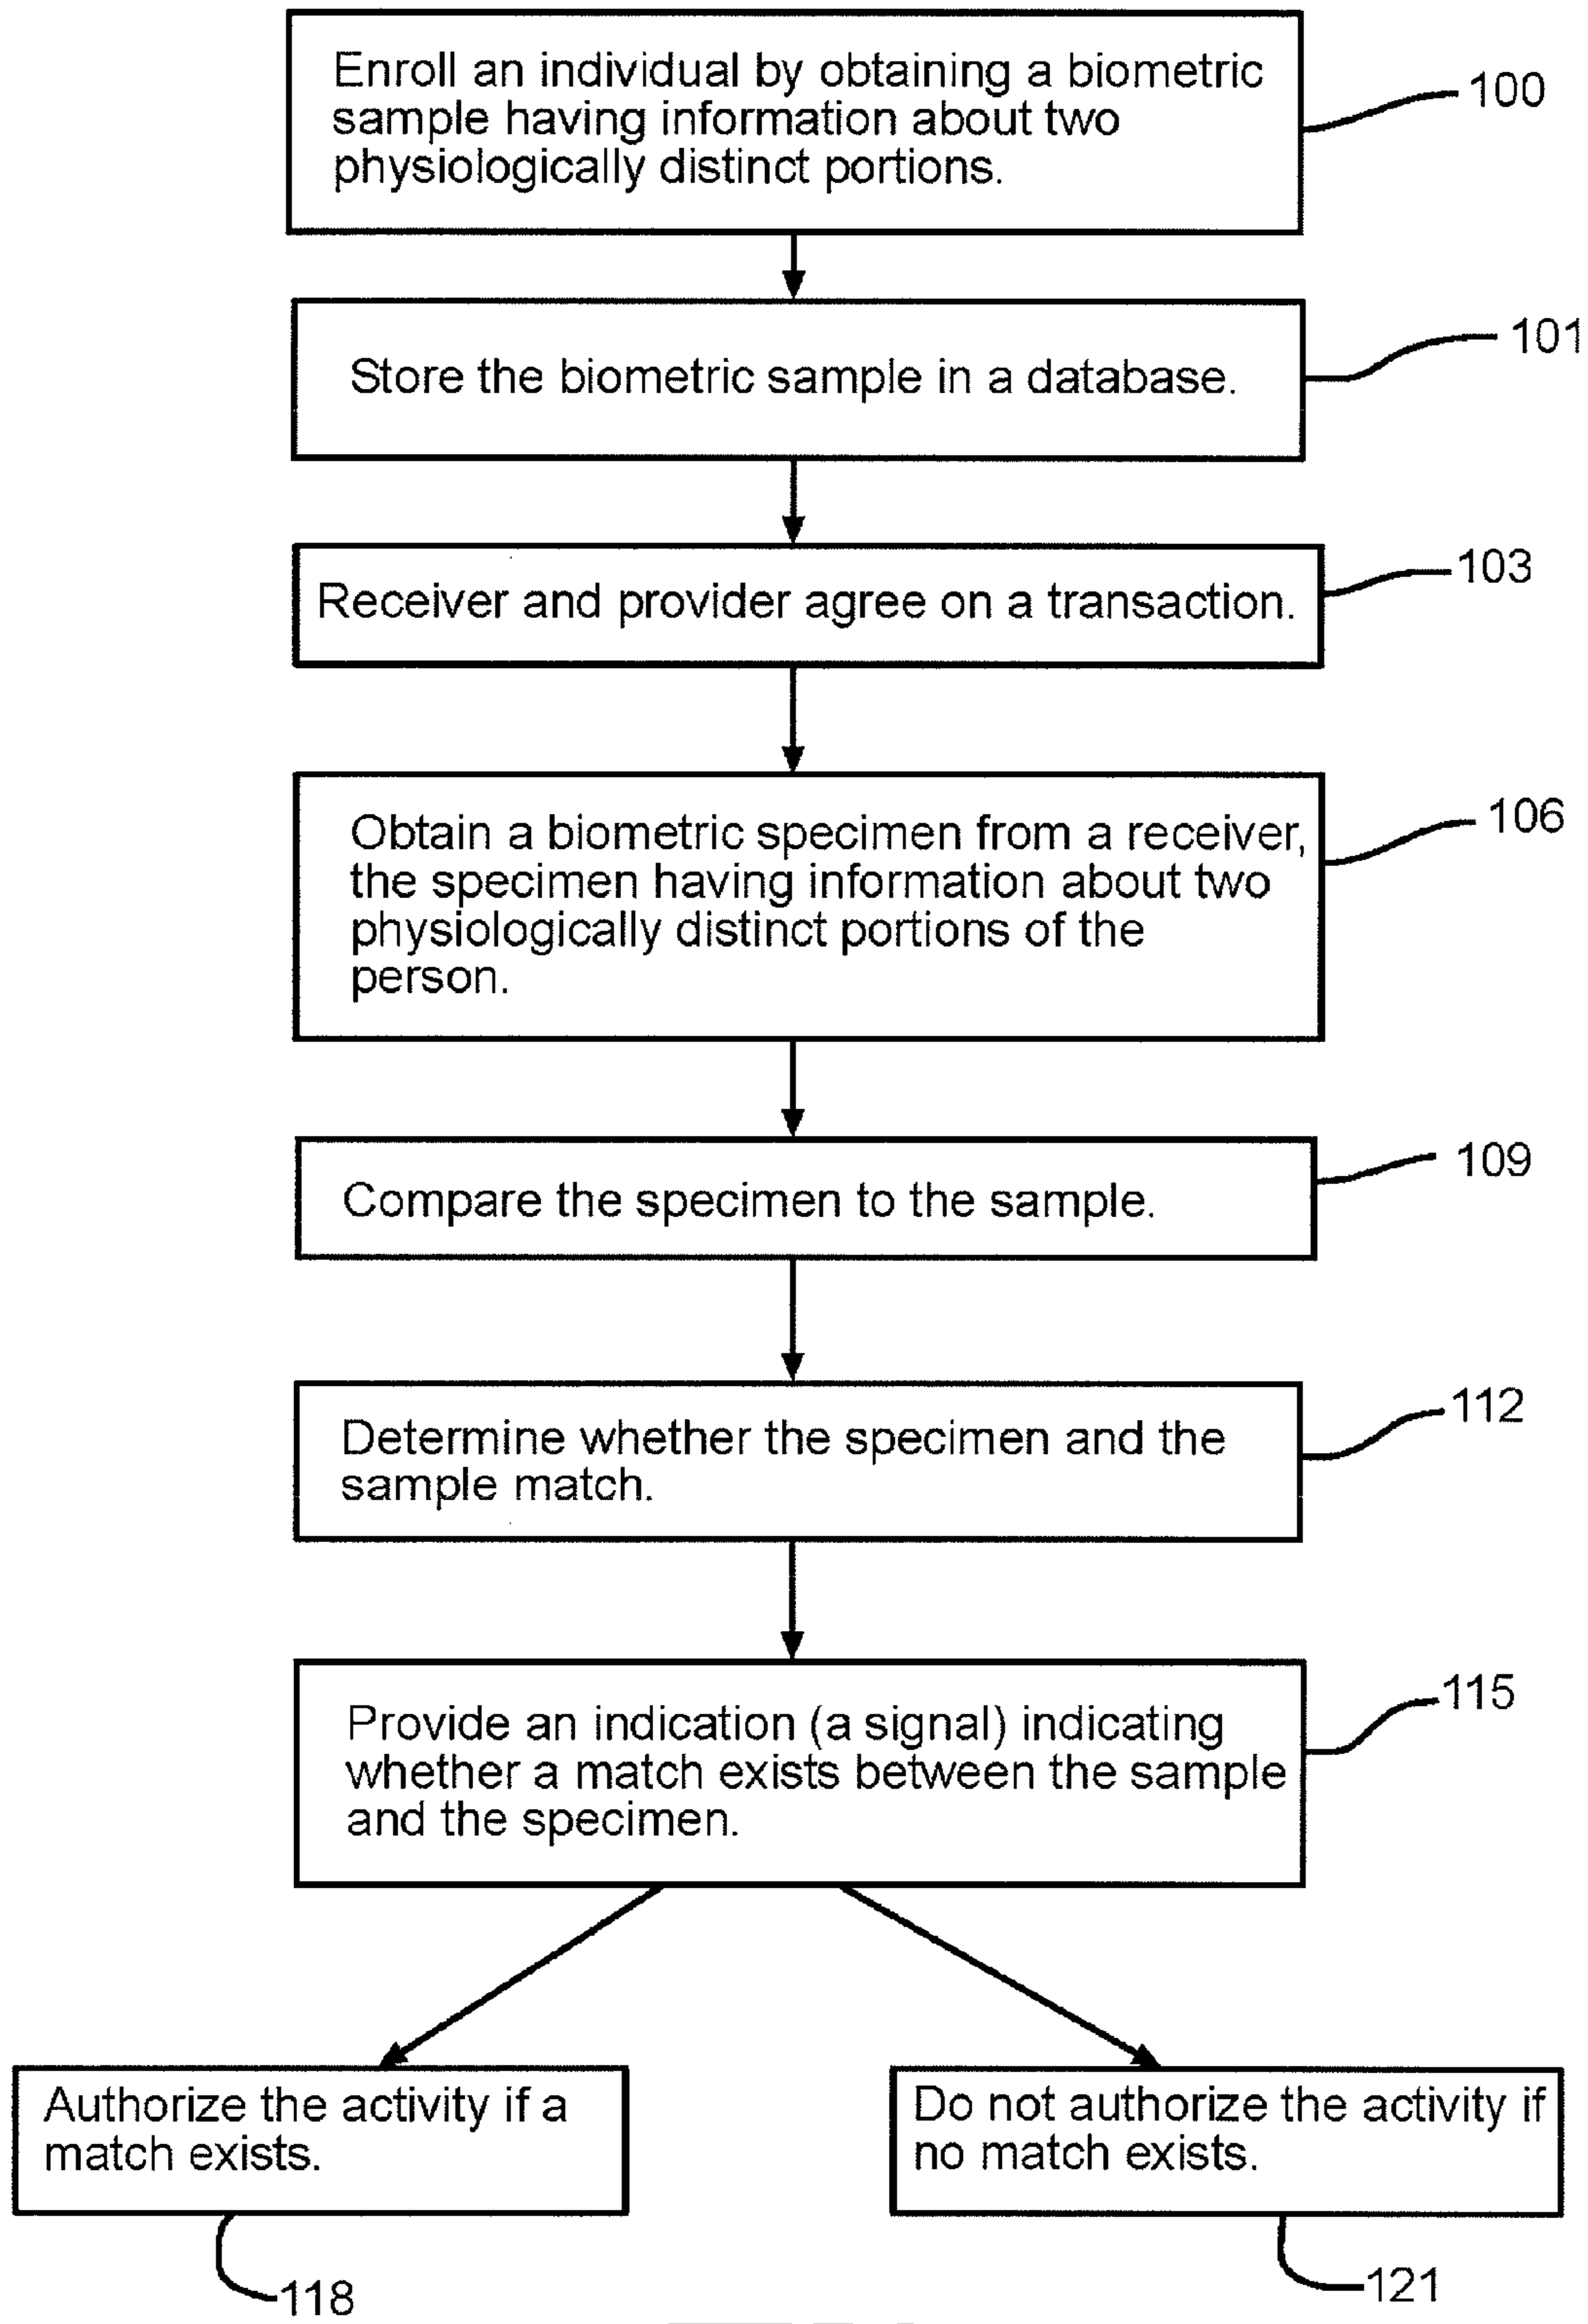 Enroll an individual by obtaining a biometric
sample having information about two
physiologically distinct portions.
100
Store the biometric sample in a database.
101
Receiver and provider agree on a transaction.
103
Obtain a biometric specimen from a receiver,
the specimen having information about two
physiologically distinct portions of the
person.
106
Compare the specimen to the sample.
109
Determine whether the specimen and the
sample match.
112
Provide an indication (a signal) indicating
whether a match exists between the sample
and the specimen.
115
Authorize the activity if a
match exists.
118
Do not authorize the activity if
no match exists.
121